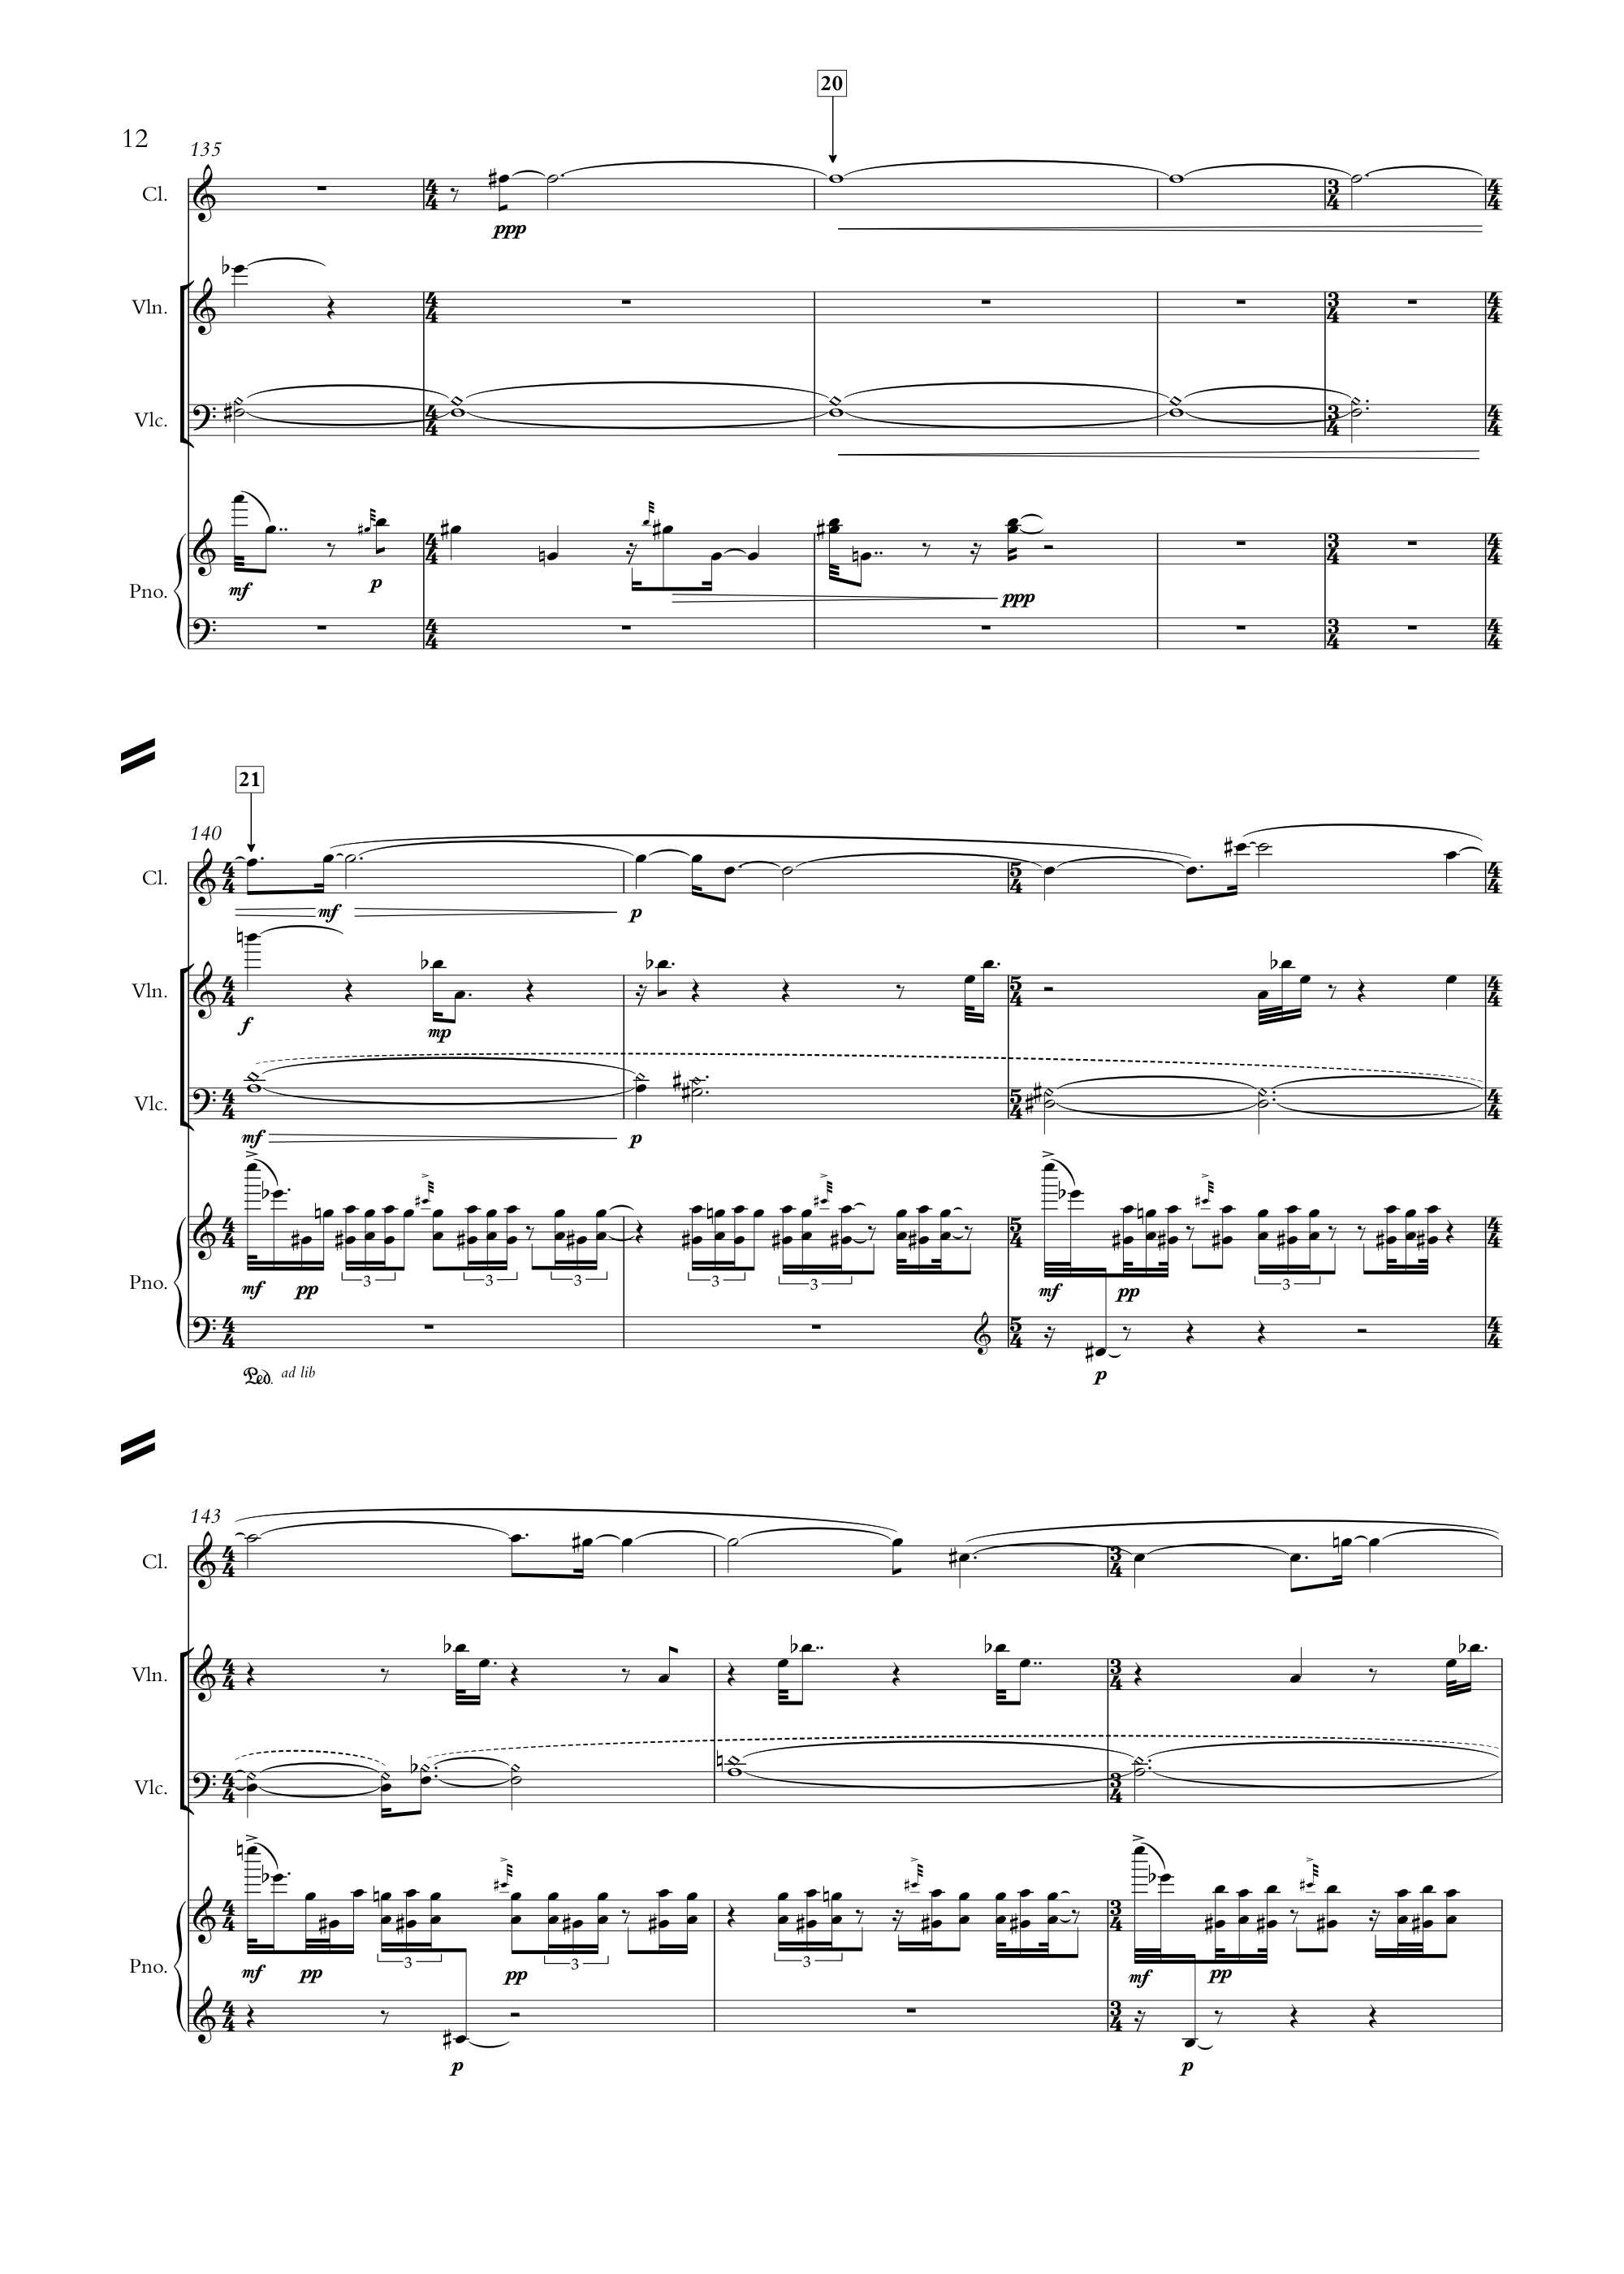 20
12
135
Cl.
ppp
Vln.
Vlc.
Pno.
mf
p
ppp
21
140
Cl.
mf
p
Vln.
f
mp
Vlc.
mf
p
3 3 3 3 3 3
Pno.
mf
pp
mf
pp
p
Ped. ad lib
143
Cl.
Vln.
Vlc.
Pno.
mf
pp
3
pp
3
3
mf
pp
p
p